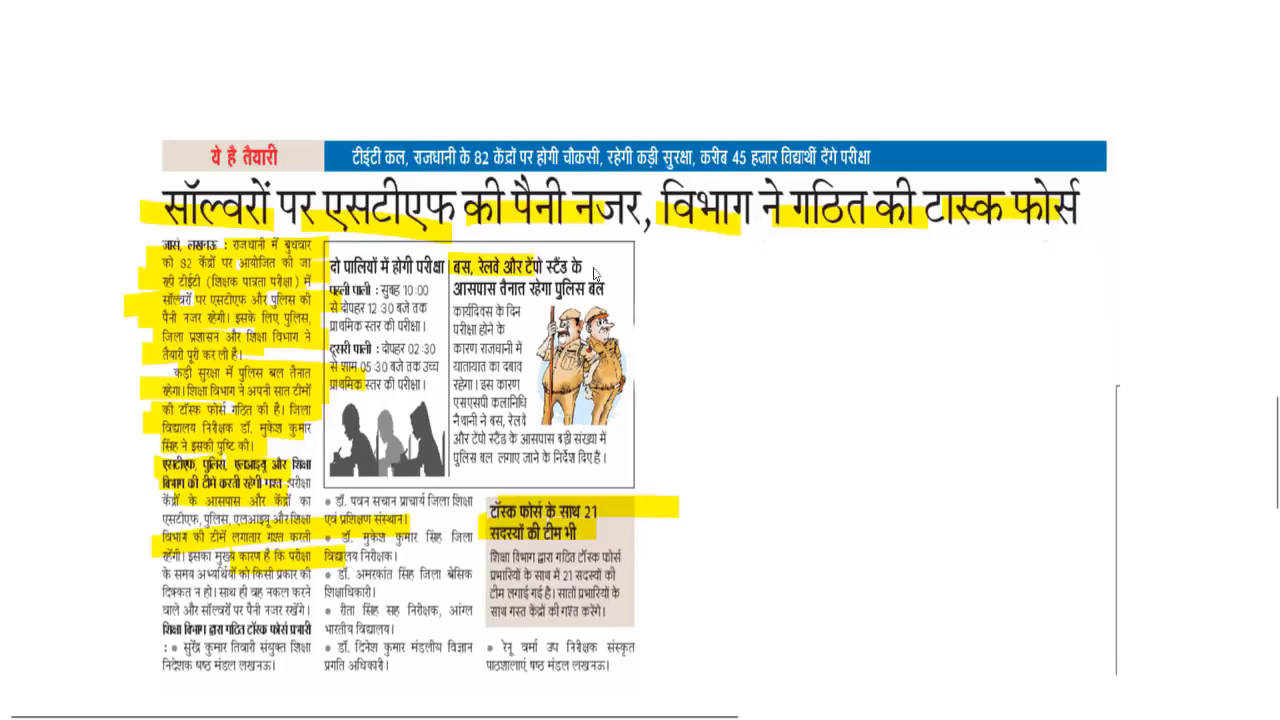 ये है तैयारी
टीईटी कल, राजधानी के 82 केंद्रों पर होगी चौकसी, रहेगी कड़ी सुरक्षा, करीब 45 हजार विद्यार्थी देंगे परीक्षा
सॉल्वरों पर एसटीएफ की पैनी नजर, विभाग ने गठित की टास्क फोर्स
जासं, लखनऊ : राजधानी में बुधवार
को 82 केंद्रों पर आयोजित की जा
रही टीईटी (शिक्षक पात्रता परीक्षा) में
सॉल्वरों पर एसटीएफ और पुलिस की
पैनी नजर रहेगी। इसके लिए पुलिस,
जिला प्रशासन और शिक्षा विभाग ने
तैयारी पूरी कर ली है।
कड़ी सुरक्षा में पुलिस बल तैनात
रहेगा। शिक्षा विभाग ने अपनी सात टीमों
की टॉस्क फोर्स गठित की है। जिला
विद्यालय निरीक्षक डॉ. मुकेश कुमार
सिंह ने इसकी पुष्टि की।
एसटीएफ, पुलिस, एलआइयू और शिक्षा
विभाग की टीमें करती रहेंगी गश्त :परीक्षा
केंद्रों के आसपास और केंद्रों का
एसटीएफ, पुलिस, एलआइयू और शिक्षा
विभाग की टीमें लगातार गश्त करती
रहेंगी। इसका मुख्य कारण है कि परीक्षा
के समय अभ्यर्थियों को किसी प्रकार की
दिक्कत न हो। साथ ही वह नकल करने
वाले और सॉल्वरों पर पैनी नजर रखेंगे।
शिक्षा विभाग द्वारा गठित टॉस्क फोर्स प्रभारी
: ● सुरेंद्र कुमार तिवारी संयुक्त शिक्षा
निदेशक षष्ठ मंडल लखनऊ।
दो पालियों में होगी परीक्षा
पहली पाली : सुबह 10:00
से दोपहर 12:30 बजे तक
प्राथमिक स्तर की परीक्षा।
दूसरी पाली : दोपहर 02:30
से शाम 05:30 बजे तक उच्च
प्राथमिक स्तर की परीक्षा।
बस, रेलवे और टेंपो स्टैंड के
आसपास तैनात रहेगा पुलिस बल
कार्यदिवस के दिन
परीक्षा होने के
कारण राजधानी में
यातायात का दबाव
रहेगा। इस कारण
एसएसपी कलानिधि
नैथानी ने बस, रेलवे
और टेंपो स्टैंड के आसपास बड़ी संख्या में
पुलिस बल लगाए जाने के निर्देश दिए हैं।
● डॉ. पवन सचान प्राचार्य जिला शिक्षा
एवं प्रशिक्षण संस्थान।
● डॉ. मुकेश कुमार सिंह जिला
विद्यालय निरीक्षक।
● डॉ. अमरकांत सिंह जिला बेसिक
शिक्षाधिकारी।
● रीता सिंह सह निरीक्षक, आंग्ल
भारतीय विद्यालय।
● डॉ. दिनेश कुमार मंडलीय विज्ञान
प्रगति अधिकारी।
टॉस्क फोर्स के साथ 21
सदस्यों की टीम भी
शिक्षा विभाग द्वारा गठित टॉस्क फोर्स
प्रभारियों के साथ में 21 सदस्यों की
टीम लगाई गई है। सातों प्रभारियों के
साथ गस्त केंद्रों की गश्त करेंगे।
● रेनू वर्मा उप निरीक्षक संस्कृत
पाठशालाएं षष्ठ मंडल लखनऊ।